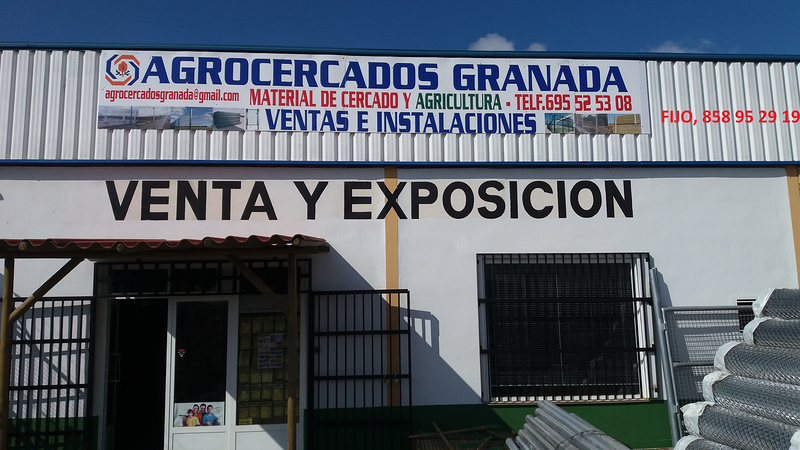 AGROCERCADOS GRANADA
agrocercadosgranada@gmail.com MATERIAL DE CERCADO Y AGRICULTURA - TELF.695 52 53 08
VENTAS E INSTALACIONES
FIJO, 858 95 29 19
VENTA Y EXPOSICION